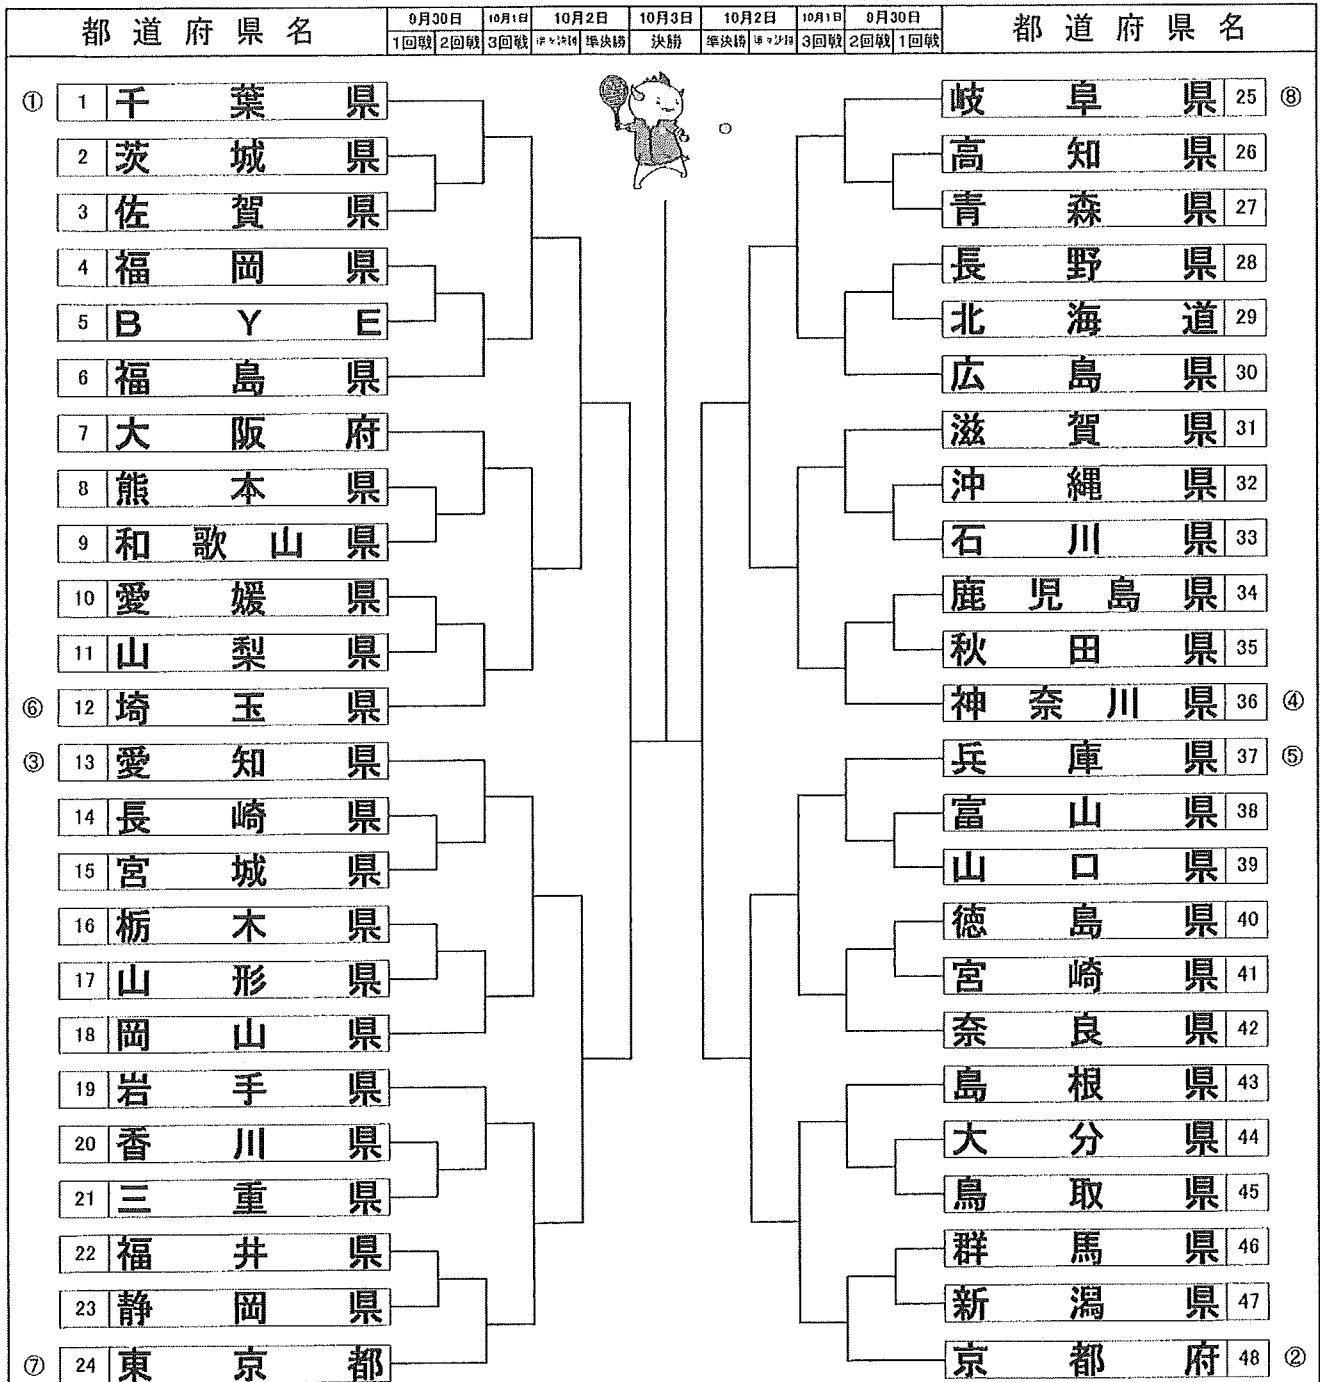 都道府県名 9月30日 10月1日 10月2日 10月3日 10月2日 10月1日 9月30日 都道府県名
1回戦 2回戦 3回戦 準々決勝 準決勝 決勝 準決勝 準々決勝 3回戦 2回戦 1回戦
① 1 千葉県
2 茨城県
3 佐賀県
4 福岡県
5 BYE
6 福島県
7 大阪府
8 熊本県
9 和歌山県
10 愛媛県
11 山梨県
⑥ 12 埼玉県
③ 13 愛知県
14 長崎県
15 宮城県
16 栃木県
17 山形県
18 岡山県
19 岩手県
20 香川県
21 三重県
22 福井県
23 静岡県
⑦ 24 東京都
岐阜県 25 ⑧
高知県 26
青森県 27
長野県 28
北海道 29
広島県 30
滋賀県 31
沖縄県 32
石川県 33
鹿児島県 34
秋田県 35
神奈川県 36 ④
兵庫県 37 ⑤
富山県 38
山口県 39
徳島県 40
宮崎県 41
奈良県 42
島根県 43
大分県 44
鳥取県 45
群馬県 46
新潟県 47
京都府 48 ②